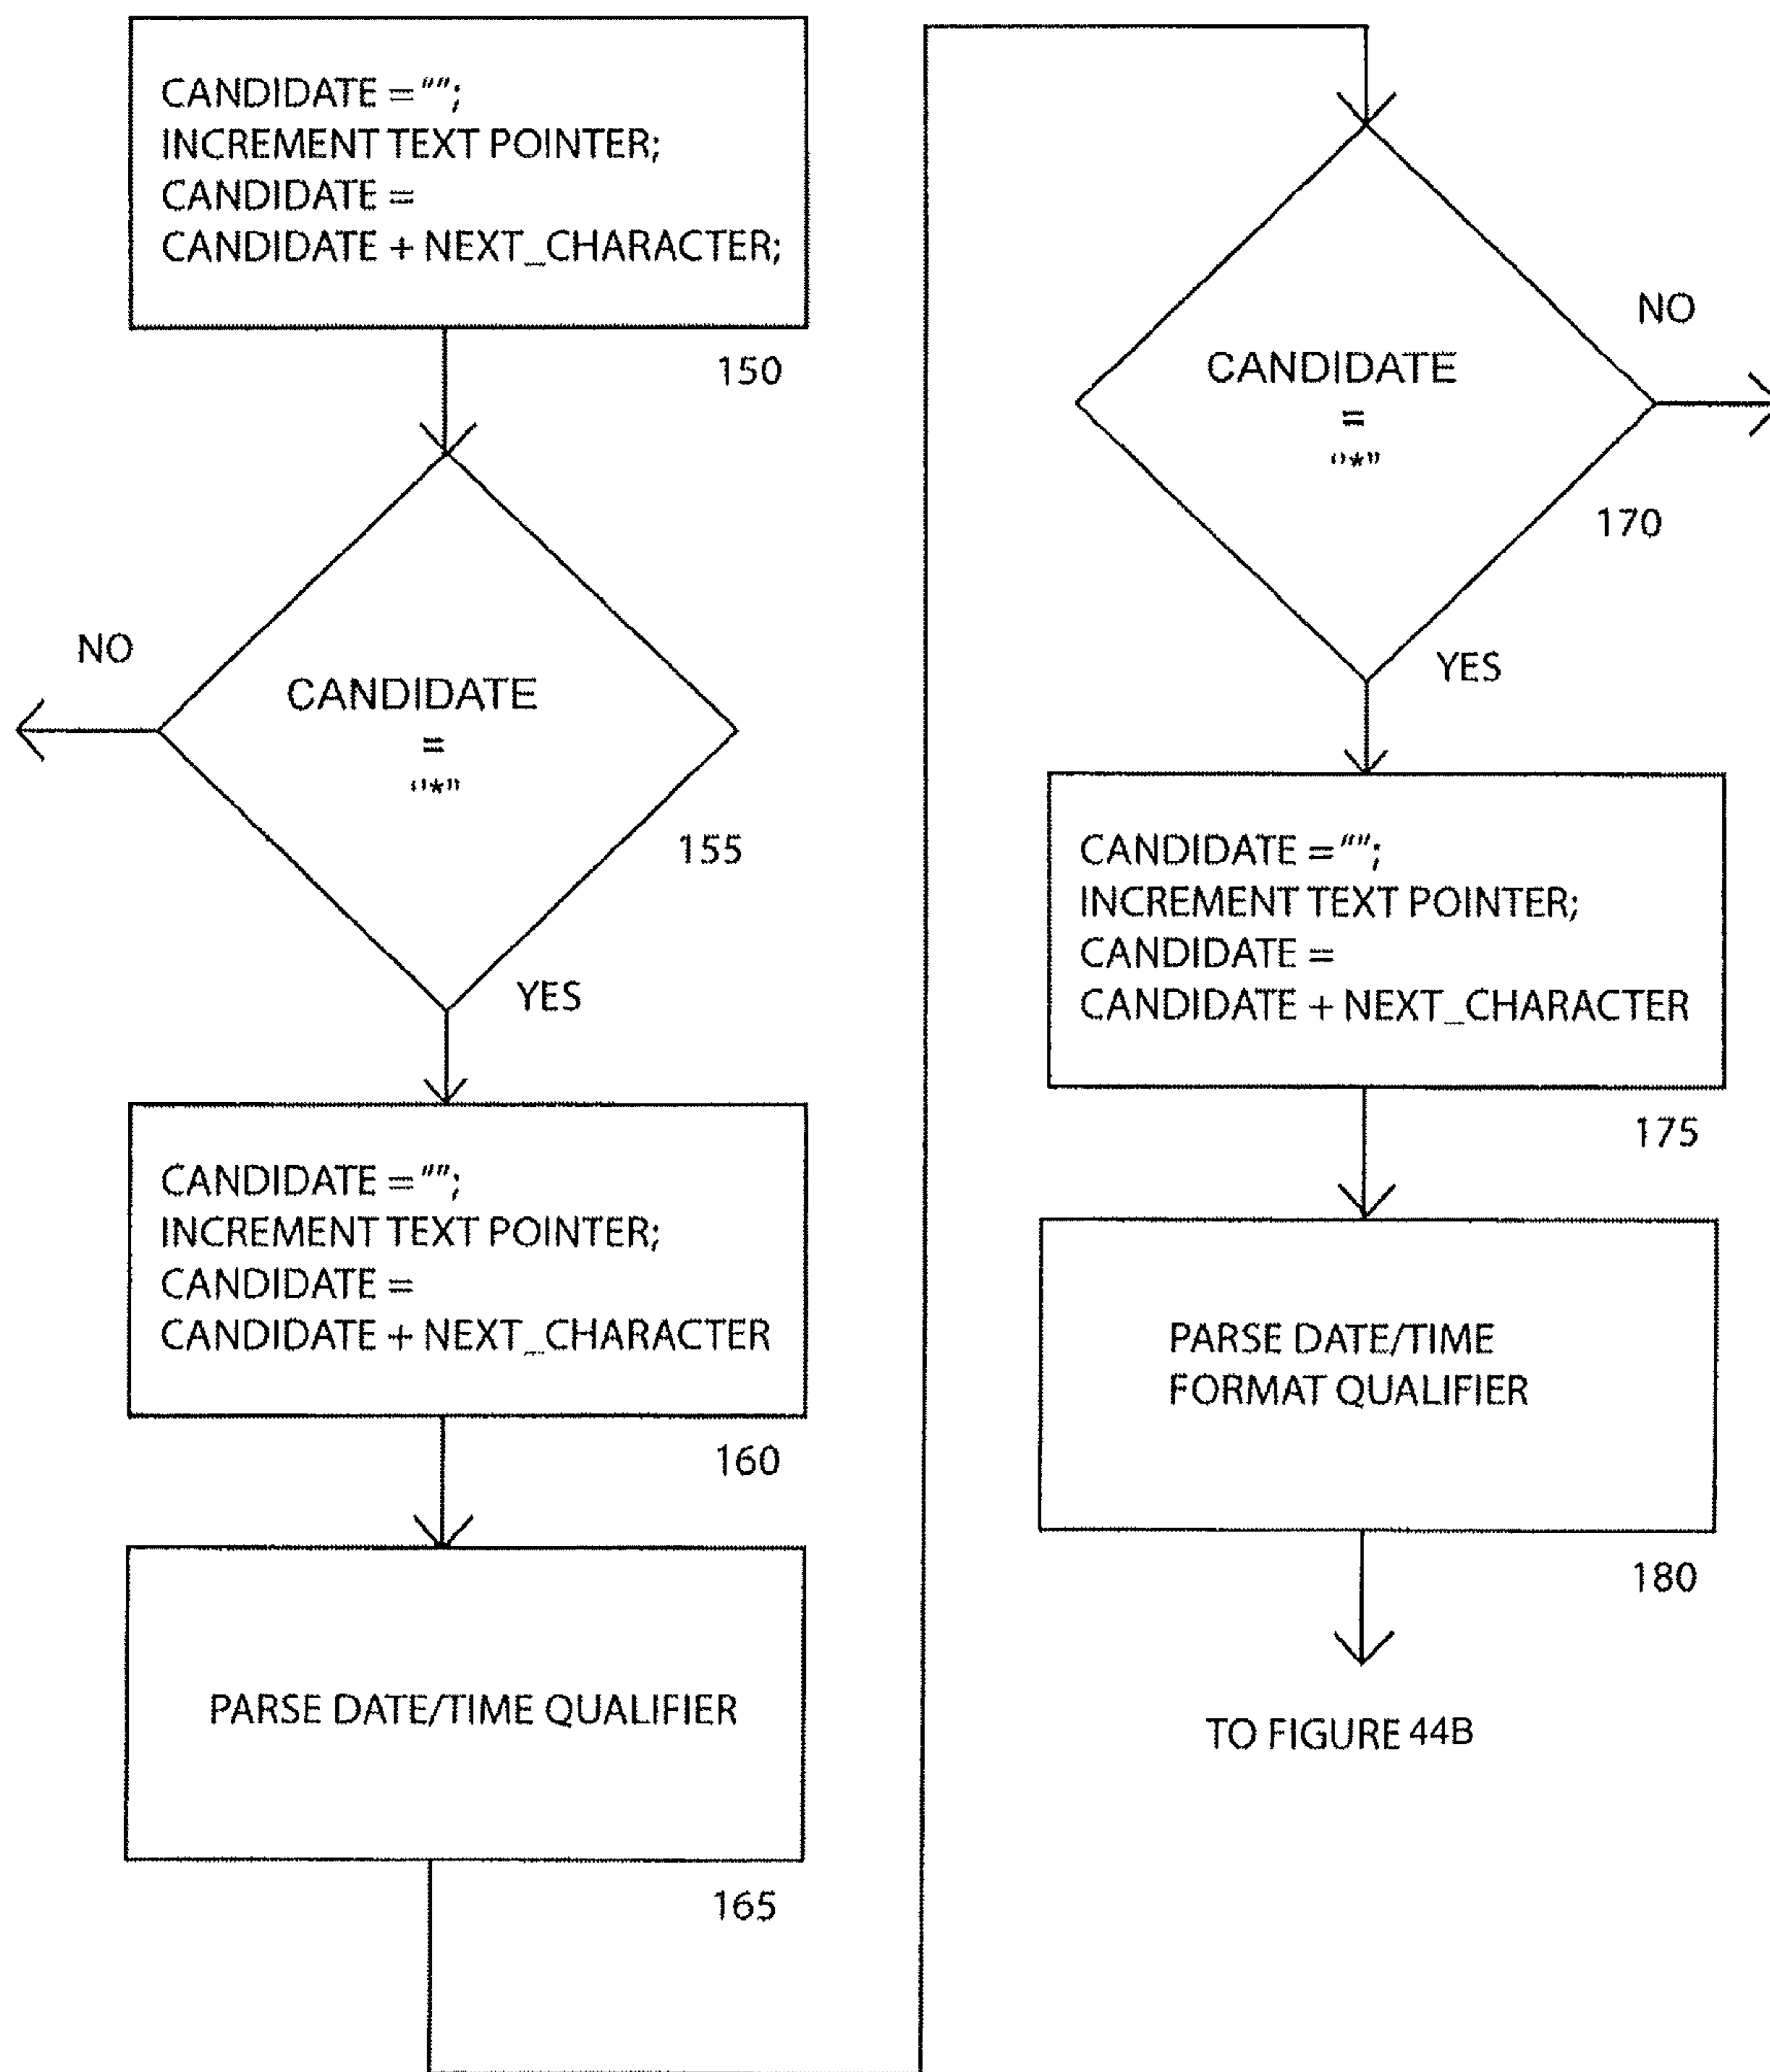 CANDIDATE = "";
INCREMENT TEXT POINTER;
CANDIDATE =
CANDIDATE + NEXT_CHARACTER;
150
NO
CANDIDATE
=
"*"
155
YES
CANDIDATE = "";
INCREMENT TEXT POINTER;
CANDIDATE =
CANDIDATE + NEXT_CHARACTER
160
PARSE DATE/TIME QUALIFIER
165
NO
CANDIDATE
=
"*"
170
YES
CANDIDATE = "";
INCREMENT TEXT POINTER;
CANDIDATE =
CANDIDATE + NEXT_CHARACTER
175
PARSE DATE/TIME
FORMAT QUALIFIER
180
TO FIGURE 44B